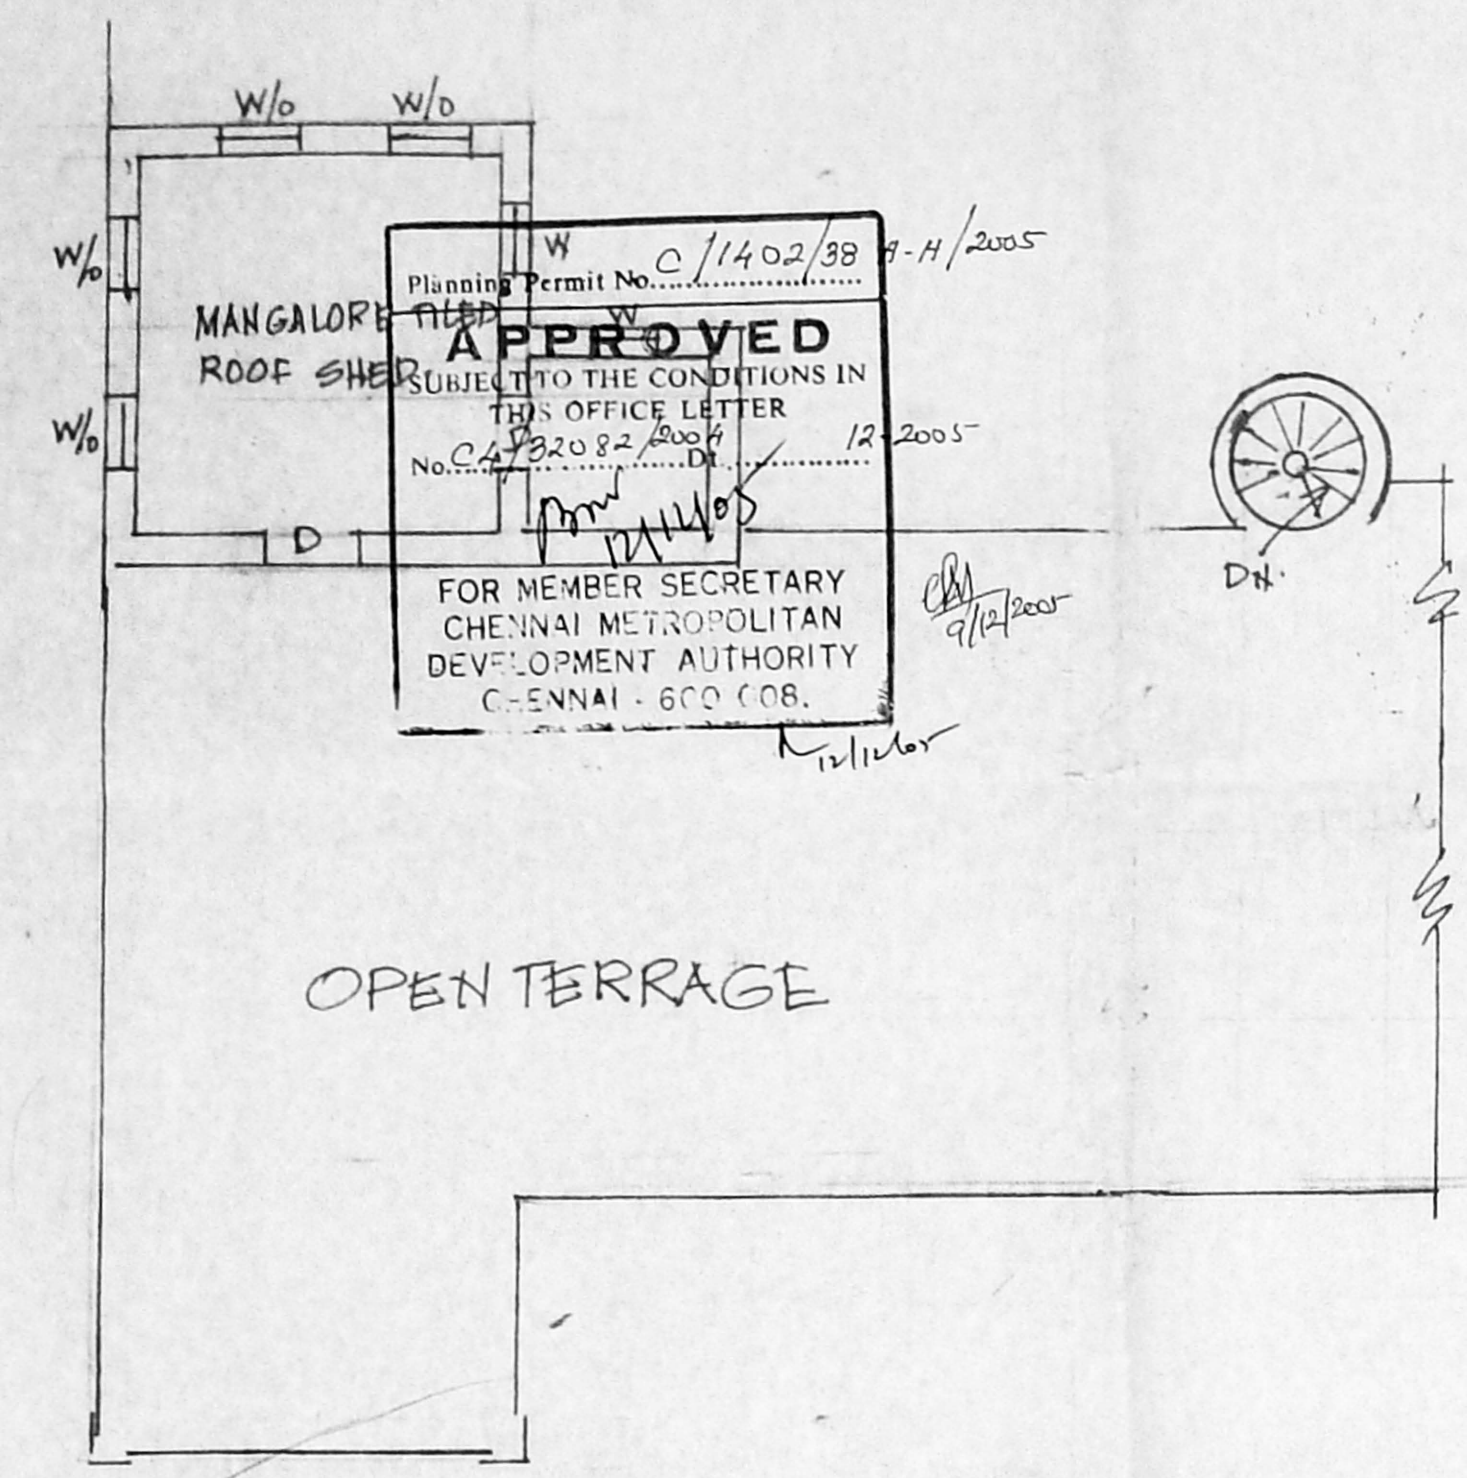 W/O W/O
W/O
W
Planning Permit No. C/1402/38 A-H/2005
MANGALORE TILED
ROOF SHED
W
APPROVED
SUBJECT TO THE CONDITIONS IN
THIS OFFICE LETTER
W/O
No. C4/32082/2004 Dt. 12-2005
12/12/05
D
FOR MEMBER SECRETARY
CHENNAI METROPOLITAN
DEVELOPMENT AUTHORITY
CHENNAI - 600 008.
DN.
9/12/2005
12/12/05
OPEN TERRAGE